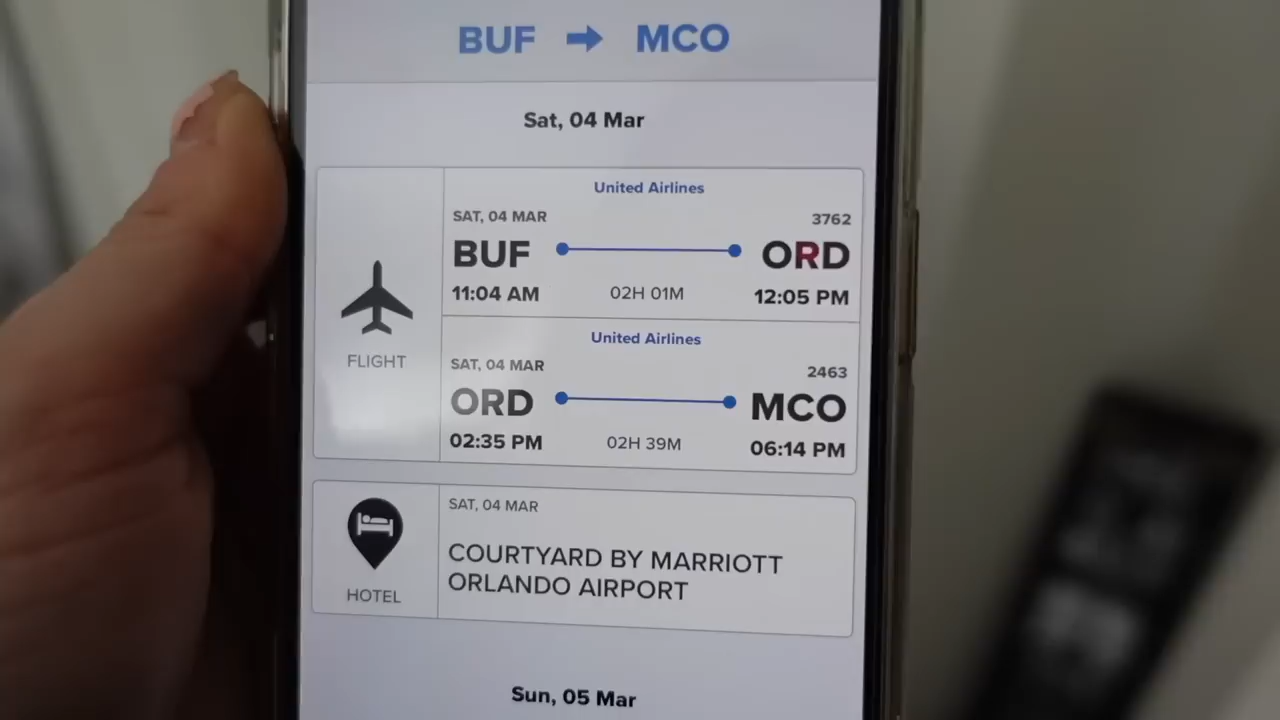 BUF MCO
Sat, 04 Mar
United Airlines
SAT, 04 MAR 3762
BUF ORD
11:04 AM 02H 01M 12:05 PM
FLIGHT
United Airlines
SAT, 04 MAR 2463
ORD MCO
02:35 PM 02H 39M 06:14 PM
SAT, 04 MAR
COURTYARD BY MARRIOTT
ORLANDO AIRPORT
HOTEL
Sun, 05 Mar